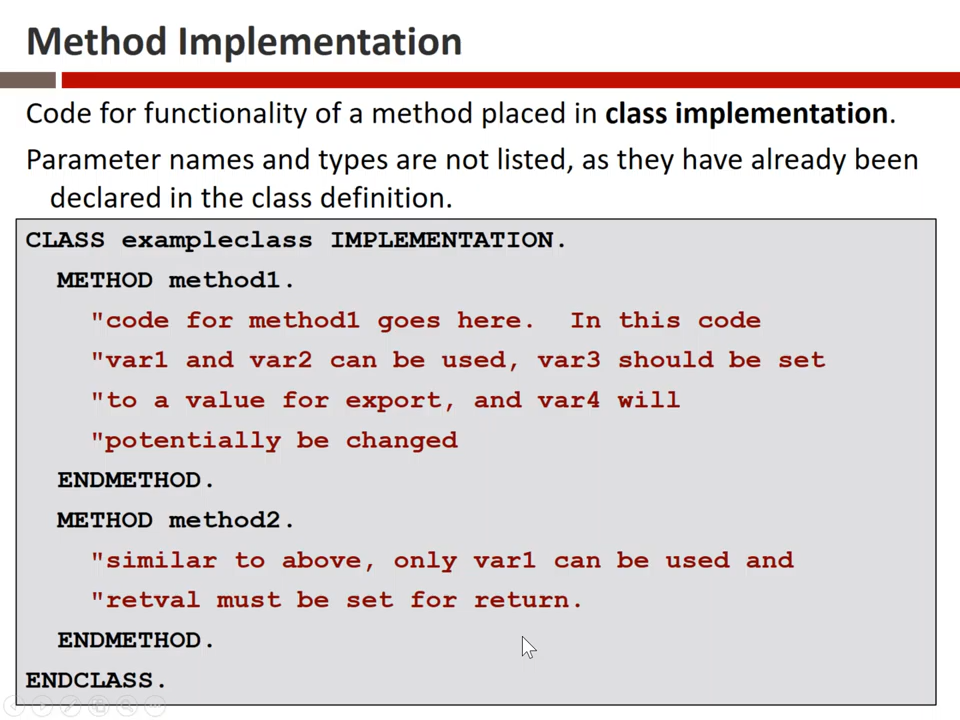 Method Implementation
Code for functionality of a method placed in class implementation.
Parameter names and types are not listed, as they have already been
declared in the class definition.
CLASS exampleclass IMPLEMENTATION.
METHOD method1.
"code for method1 goes here.  In this code
"var1 and var2 can be used, var3 should be set
"to a value for export, and var4 will
"potentially be changed
ENDMETHOD.
METHOD method2.
"similar to above, only var1 can be used and
"retval must be set for return.
ENDMETHOD.
ENDCLASS.